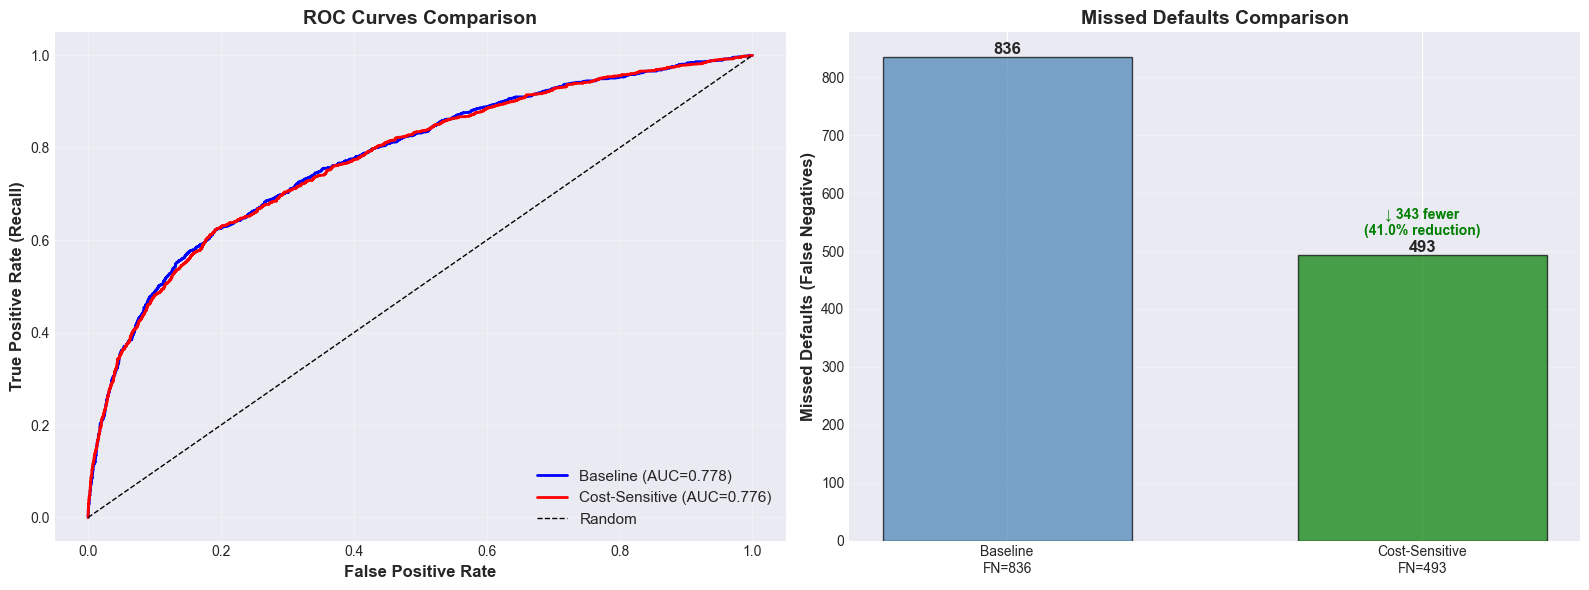 ROC Curves Comparison
True Positive Rate (Recall)
1.0
0.8
0.6
0.4
0.2
0.0
0.0 0.2 0.4 0.6 0.8 1.0
False Positive Rate
Baseline (AUC=0.778)
Cost-Sensitive (AUC=0.776)
Random
Missed Defaults Comparison
Missed Defaults (False Negatives)
800
700
600
500
400
300
200
100
0
836
↓ 343 fewer
(41.0% reduction)
493
Baseline
FN=836
Cost-Sensitive
FN=493